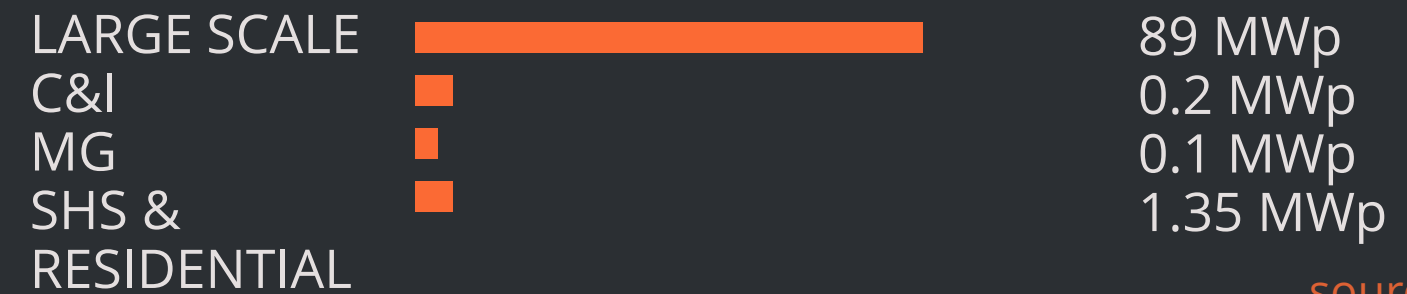 LARGE SCALE 89 MWp
C&I 0.2 MWp
MG 0.1 MWp
SHS & 1.35 MWp
RESIDENTIAL